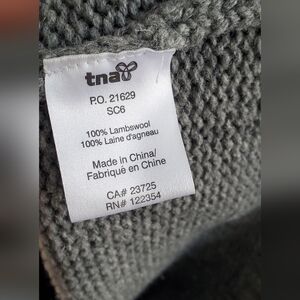 tna
P.O. 21629
SC6
100% Lambswool
100% Laine d'agneau
Made in China/
Fabriqué en Chine
CA# 23725
RN# 122354